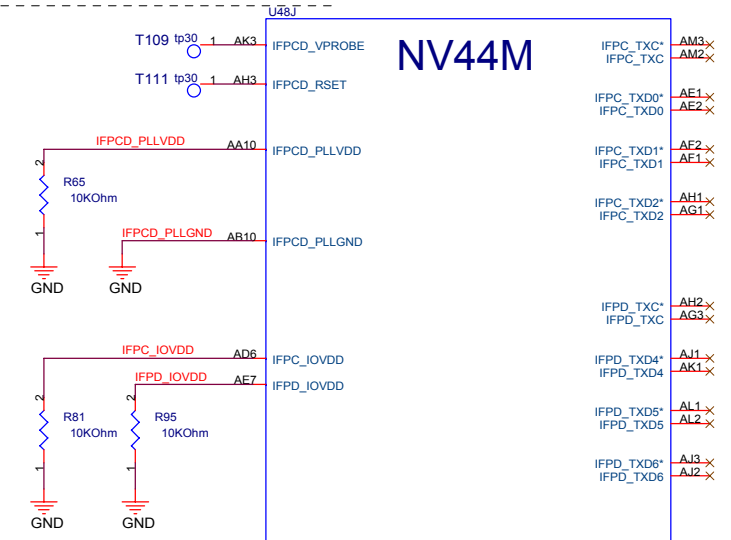 U48J
NV44M
T109 tp30 1 AK3 IFPCD_VPROBE
T111 tp30 1 AH3 IFPCD_RSET
IFPCD_PLLVDD AA10 IFPCD_PLLVDD
2
R65
10KOhm
1
GND
IFPCD_PLLGND AB10 IFPCD_PLLGND
GND
IFPC_IOVDD AD6 IFPC_IOVDD
IFPD_IOVDD AE7 IFPD_IOVDD
2
R81
10KOhm
1
GND
2
R95
10KOhm
1
GND
IFPC_TXC* AM3
IFPC_TXC AM2
IFPC_TXD0* AE1
IFPC_TXD0 AE2
IFPC_TXD1* AF2
IFPC_TXD1 AF1
IFPC_TXD2* AH1
IFPC_TXD2 AG1
IFPD_TXC* AH2
IFPD_TXC AG3
IFPD_TXD4* AJ1
IFPD_TXD4 AK1
IFPD_TXD5* AL1
IFPD_TXD5 AL2
IFPD_TXD6* AJ3
IFPD_TXD6 AJ2